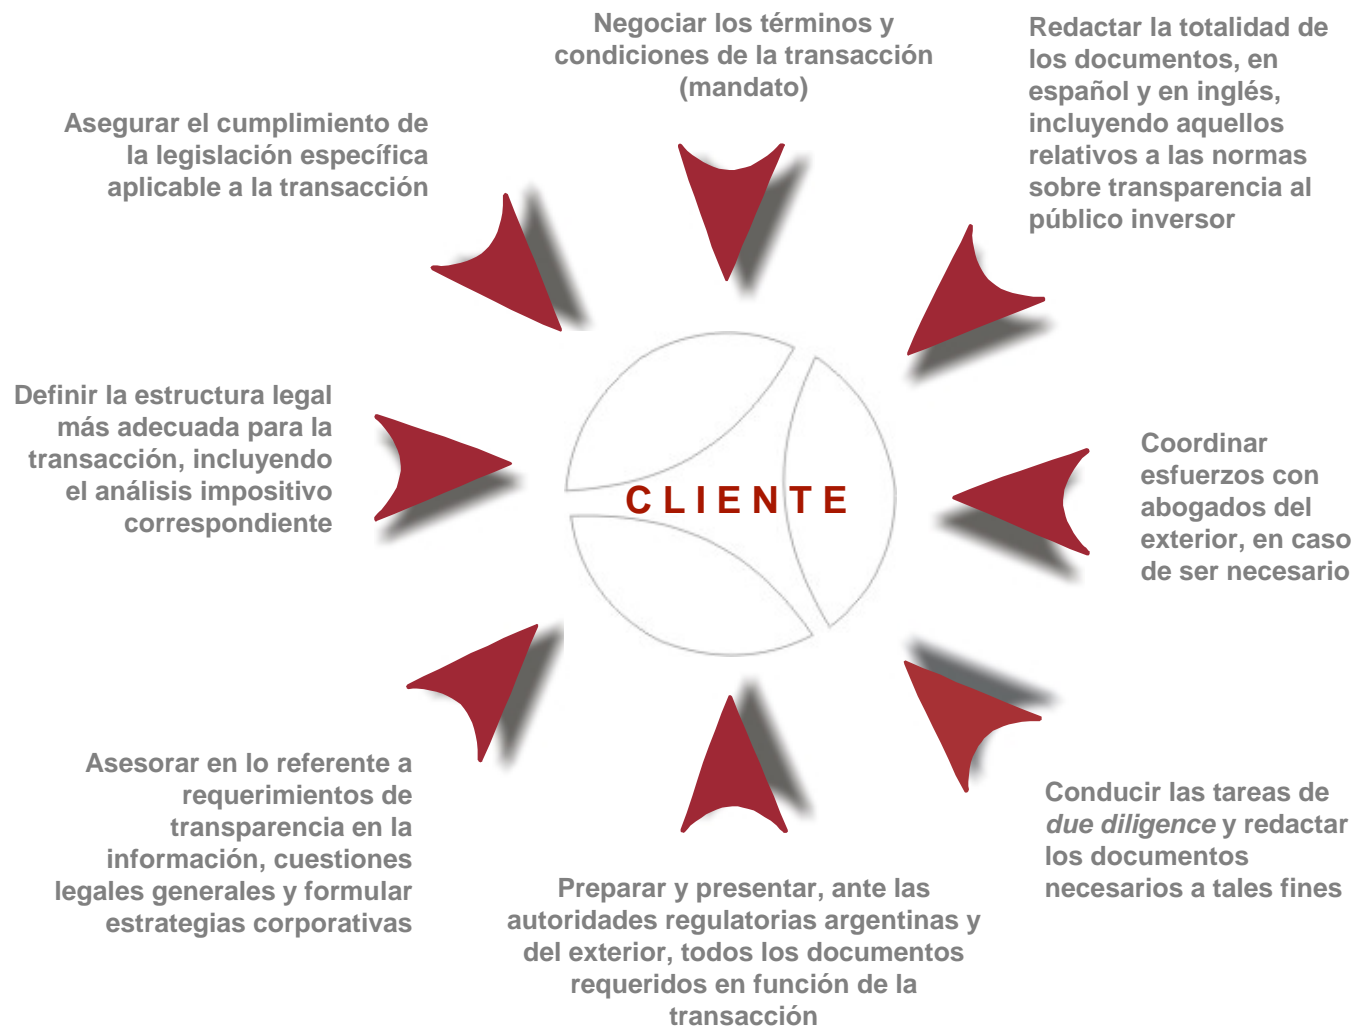 Negociar los términos y
condiciones de la transacción
(mandato)
Redactar la totalidad de
los documentos, en
español y en inglés,
incluyendo aquellos
relativos a las normas
sobre transparencia al
público inversor
Asegurar el cumplimiento de
la legislación específica
aplicable a la transacción
Definir la estructura legal
más adecuada para la
transacción, incluyendo
el análisis impositivo
correspondiente
CLIENTE
Coordinar
esfuerzos con
abogados del
exterior, en caso
de ser necesario
Asesorar en lo referente a
requerimientos de
transparencia en la
información, cuestiones
legales generales y formular
estrategias corporativas
Conducir las tareas de
due diligence y redactar
los documentos
necesarios a tales fines
Preparar y presentar, ante las
autoridades regulatorias argentinas y
del exterior, todos los documentos
requeridos en función de la
transacción